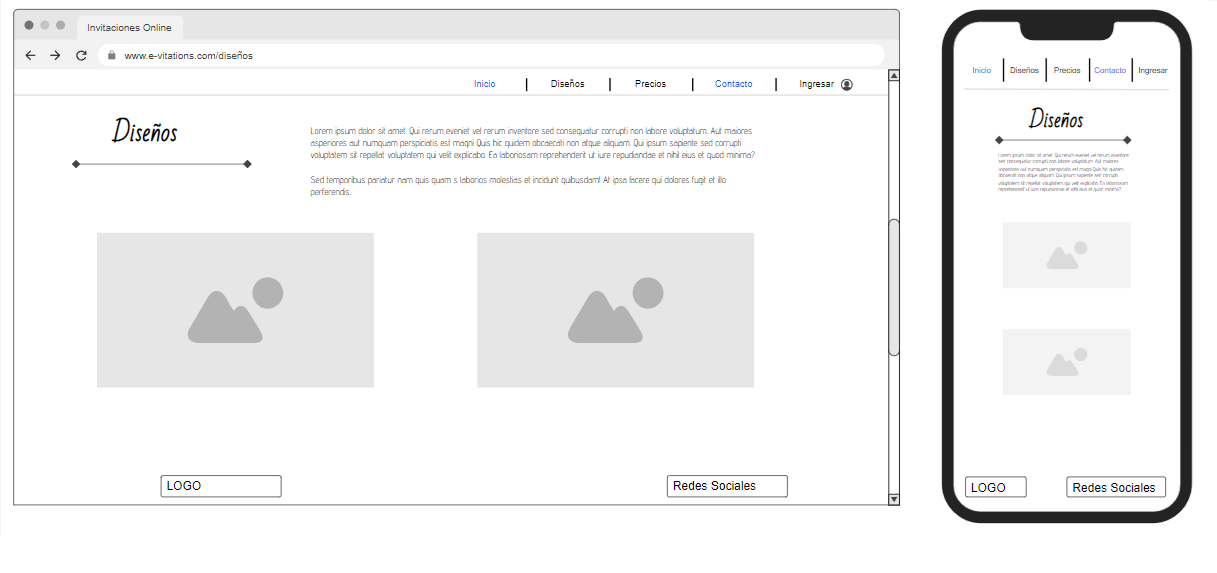 Invitaciones Online
www.e-vitations.com/diseños
Inicio
Diseños
Precios
Contacto
Ingresar
Diseños
Lorem ipsum dolor sit amet. Qui rerum eveniet vel rerum inventore sed consequatur corrupti non labore voluptatum. Aut maiores
asperiores aut numquam perspiciatis est magni Quis hic quidem obcaecati non atque aliquam. Qui ipsum sapiente sed corrupti
voluptatem sit repellat voluptatem qui velit explicabo. Ea laboriosam reprehenderit ut iure repudiandae et nihil eius et quod minima?
Sed temporibus pariatur nam quis quam s laborios molestias et incidunt quibusdam! At ipsa facere qui dolores fugit et illo
perferendis.
LOGO
Redes Sociales
Inicio
Diseños
Precios
Contacto
Ingresar
Diseños
Lorem ipsum dolor sit amet. Qui rerum eveniet vel rerum inventore
sed consequatur corrupti non labore voluptatum. Aut maiores
asperiores aut numquam perspiciatis est magni Quis hic quidem
obcaecati non atque aliquam. Qui ipsum sapiente sed corrupti
voluptatem sit repellat voluptatem qui velit explicabo. Ea laboriosam
reprehenderit ut iure repudiandae et nihil eius et quod minima?
LOGO
Redes Sociales